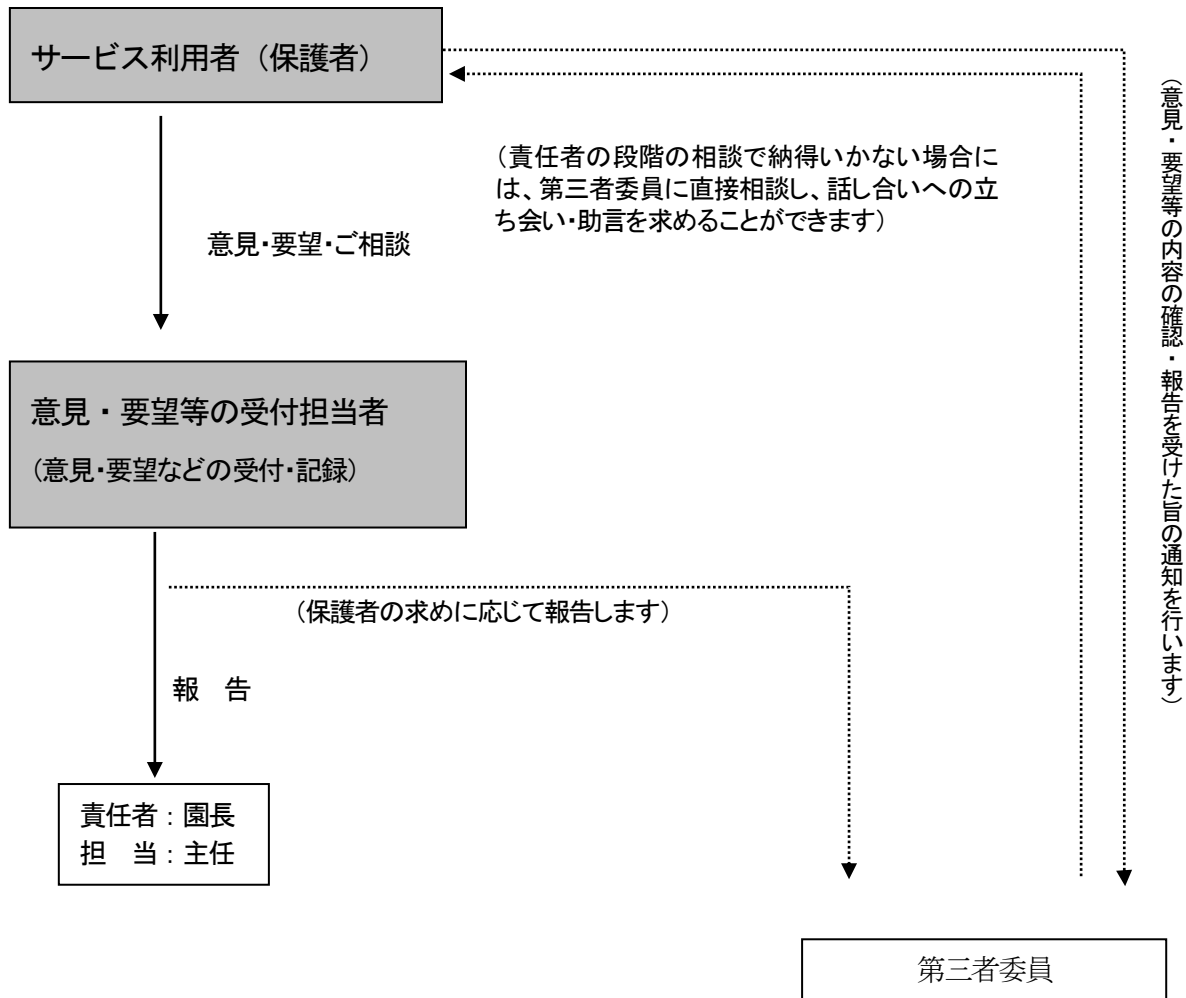 サービス利用者（保護者）
（責任者の段階の相談で納得いかない場合に
は、第三者委員に直接相談し、話し合いへの立
ち会い・助言を求めることができます）
意見・要望・ご相談
（意見・要望等の内容の確認・報告を受けた旨の通知を行います）
意見・要望等の受付担当者
（意見・要望などの受付・記録）
（保護者の求めに応じて報告します）
報　告
責任者：園長
担　当：主任
第三者委員